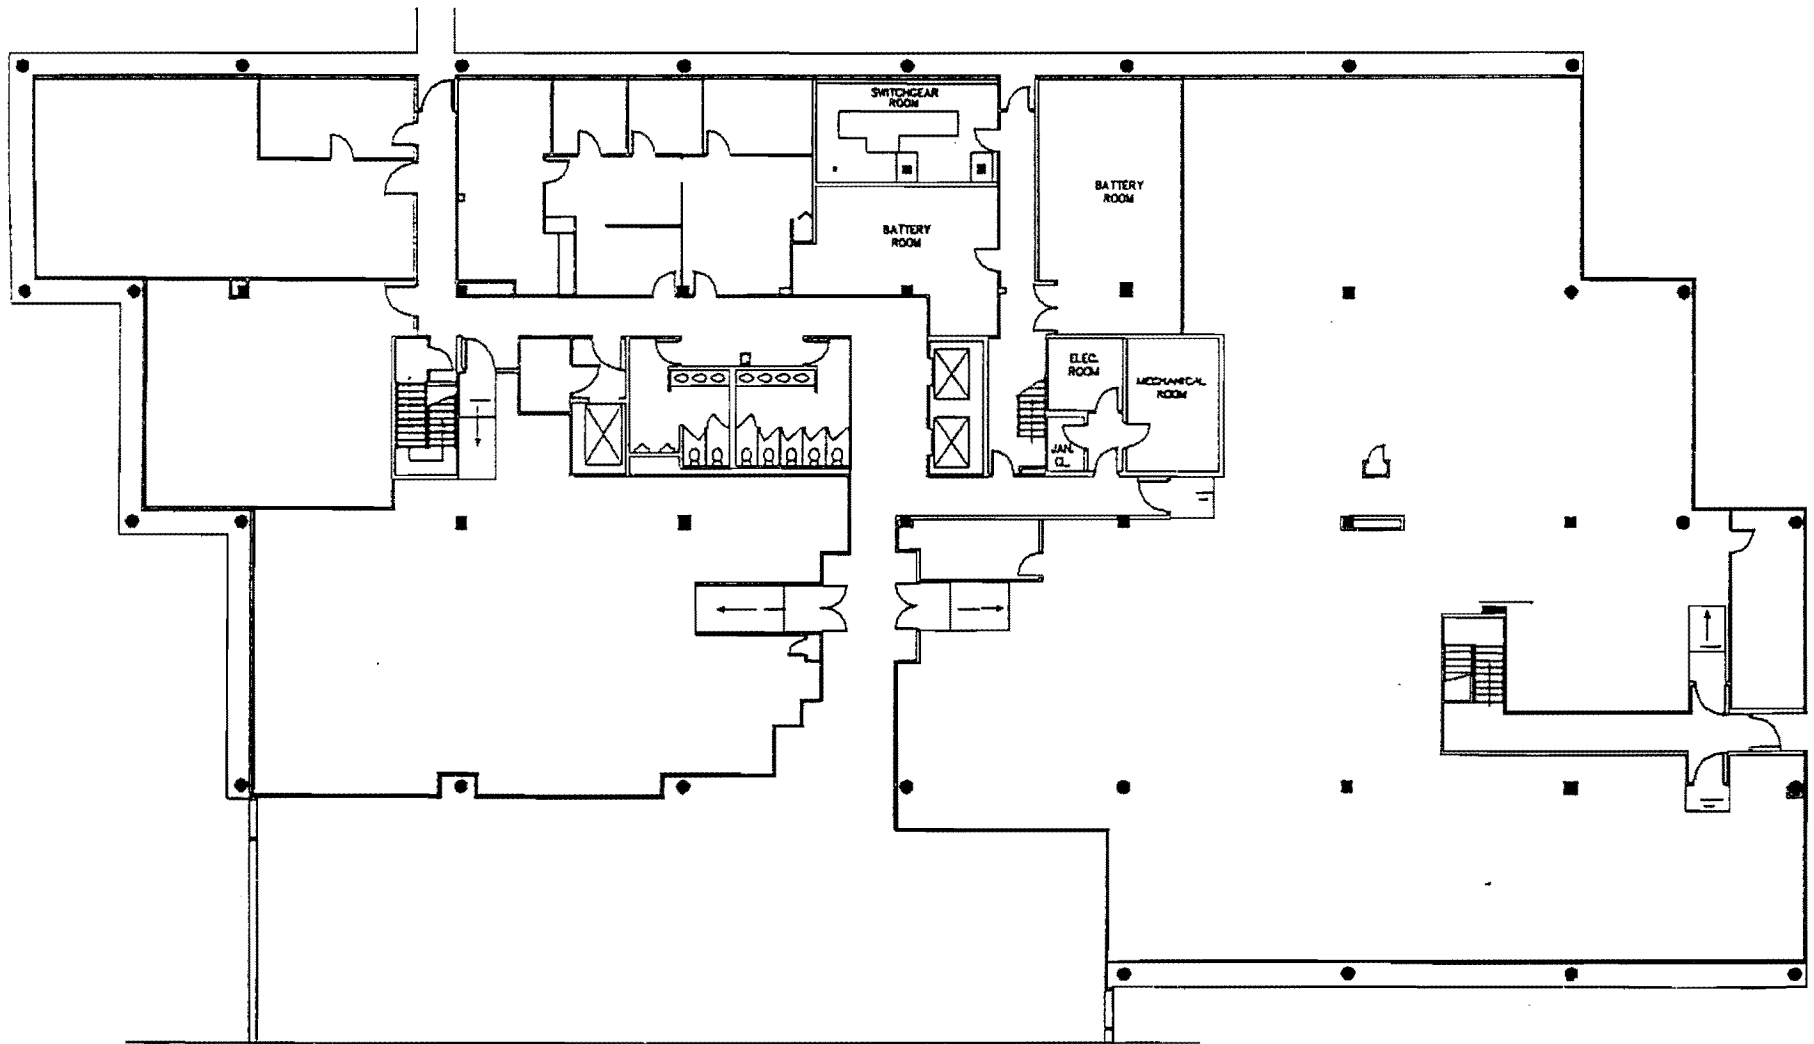 SWITCHGEAR
ROOM
BATTERY
ROOM
BATTERY
ROOM
ELEC.
ROOM
MECHANICAL
ROOM
JAN.
CL.